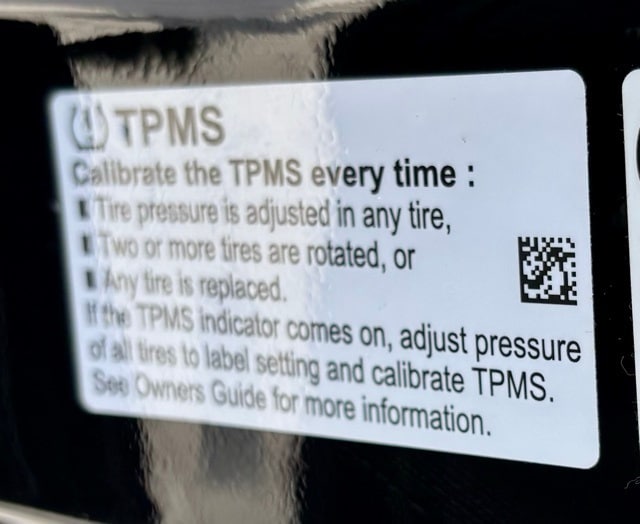 TPMS
Calibrate the TPMS every time :
Tire pressure is adjusted in any tire,
Two or more tires are rotated, or
Any tire is replaced.
If the TPMS indicator comes on, adjust pressure
of all tires to label setting and calibrate TPMS.
See Owners Guide for more information.